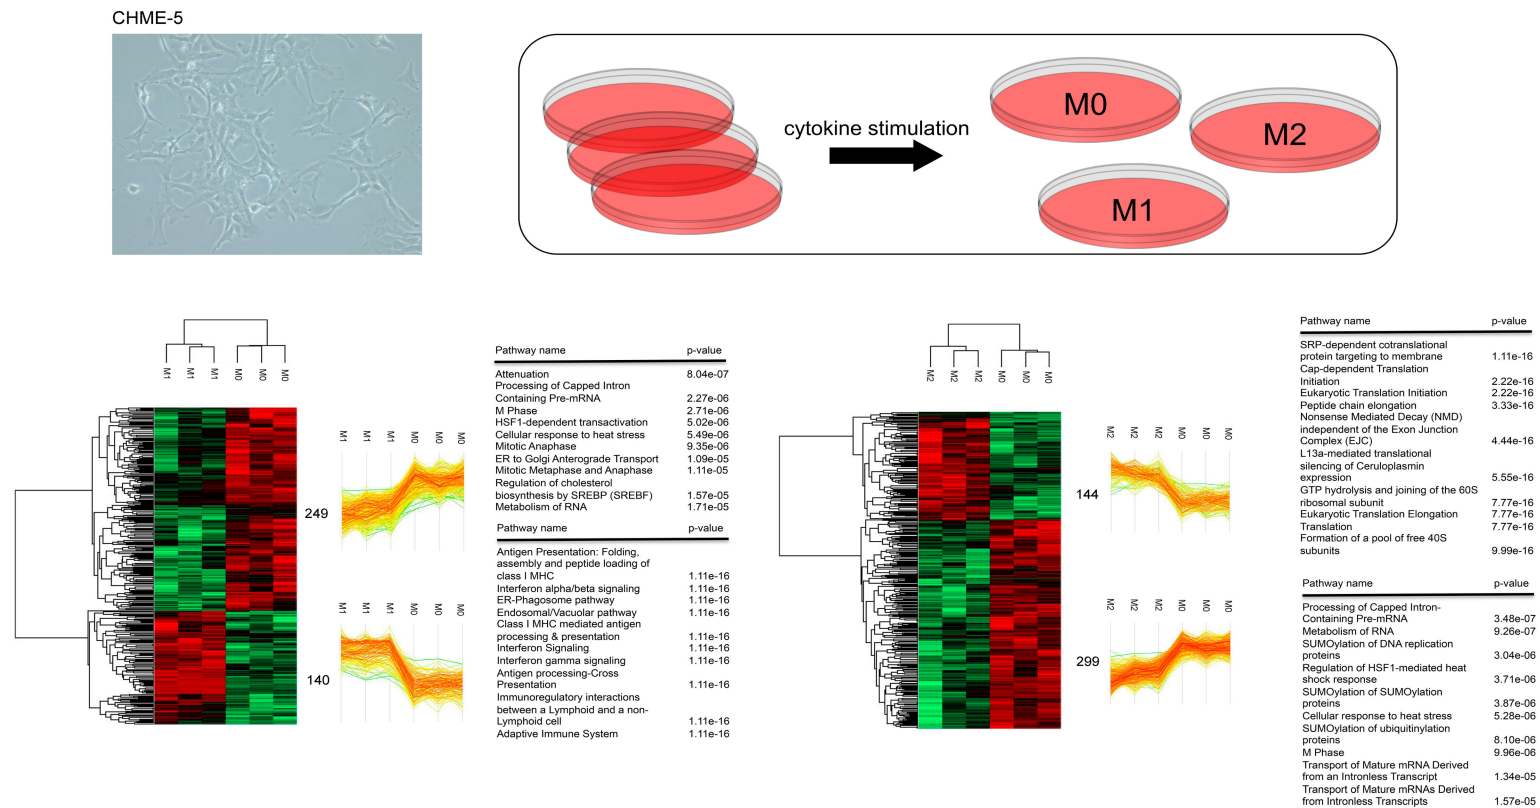 CHME-5
cytokine stimulation
M0
M2
M1
M1
M1
M1
M0
M0
M0
249
M1
M1
M1
M0
M0
M0
140
M1
M1
M1
M0
M0
M0
Pathway name p-value
Attenuation 8.04e-07
Processing of Capped Intron
Containing Pre-mRNA 2.27e-06
M Phase 2.71e-06
HSF1-dependent transactivation 5.02e-06
Cellular response to heat stress 5.49e-06
Mitotic Anaphase 9.35e-06
ER to Golgi Anterograde Transport 1.09e-05
Mitotic Metaphase and Anaphase 1.11e-05
Regulation of cholesterol
biosynthesis by SREBP (SREBF) 1.57e-05
Metabolism of RNA 1.71e-05
Pathway name p-value
Antigen Presentation: Folding,
assembly and peptide loading of
class I MHC 1.11e-16
Interferon alpha/beta signaling 1.11e-16
ER-Phagosome pathway 1.11e-16
Endosomal/Vacuolar pathway 1.11e-16
Class I MHC mediated antigen
processing & presentation 1.11e-16
Interferon Signaling 1.11e-16
Interferon gamma signaling 1.11e-16
Antigen processing-Cross
Presentation 1.11e-16
Immunoregulatory interactions
between a Lymphoid and a non-
Lymphoid cell 1.11e-16
Adaptive Immune System 1.11e-16
M2
M2
M2
M0
M0
M0
144
M2
M2
M2
M0
M0
M0
299
M2
M2
M2
M0
M0
M0
Pathway name p-value
SRP-dependent cotranslational
protein targeting to membrane 1.11e-16
Cap-dependent Translation
Initiation 2.22e-16
Eukaryotic Translation Initiation 2.22e-16
Peptide chain elongation 3.33e-16
Nonsense Mediated Decay (NMD)
independent of the Exon Junction
Complex (EJC) 4.44e-16
L13a-mediated translational
silencing of Ceruloplasmin
expression 5.55e-16
GTP hydrolysis and joining of the 60S
ribosomal subunit 7.77e-16
Eukaryotic Translation Elongation 7.77e-16
Translation 7.77e-16
Formation of a pool of free 40S
subunits 9.99e-16
Pathway name p-value
Processing of Capped Intron-
Containing Pre-mRNA 3.48e-07
Metabolism of RNA 9.26e-07
SUMOylation of DNA replication
proteins 3.04e-06
Regulation of HSF1-mediated heat
shock response 3.71e-06
SUMOylation of SUMOylation
proteins 3.87e-06
Cellular response to heat stress 5.28e-06
SUMOylation of ubiquitinylation
proteins 8.10e-06
M Phase 9.96e-06
Transport of Mature mRNA Derived
from an Intronless Transcript 1.34e-05
Transport of Mature mRNAs Derived
from Intronless Transcripts 1.57e-05